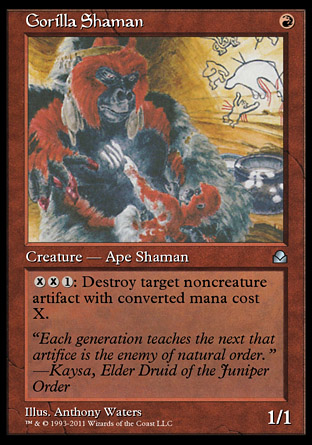 Gorilla Shaman
Creature — Ape Shaman
X X 1: Destroy target noncreature
artifact with converted mana cost
X.
“Each generation teaches the next that
artifice is the enemy of natural order.”
—Kaysa, Elder Druid of the Juniper
Order
Illus. Anthony Waters
™ & © 1993-2011 Wizards of the Coast LLC
1/1